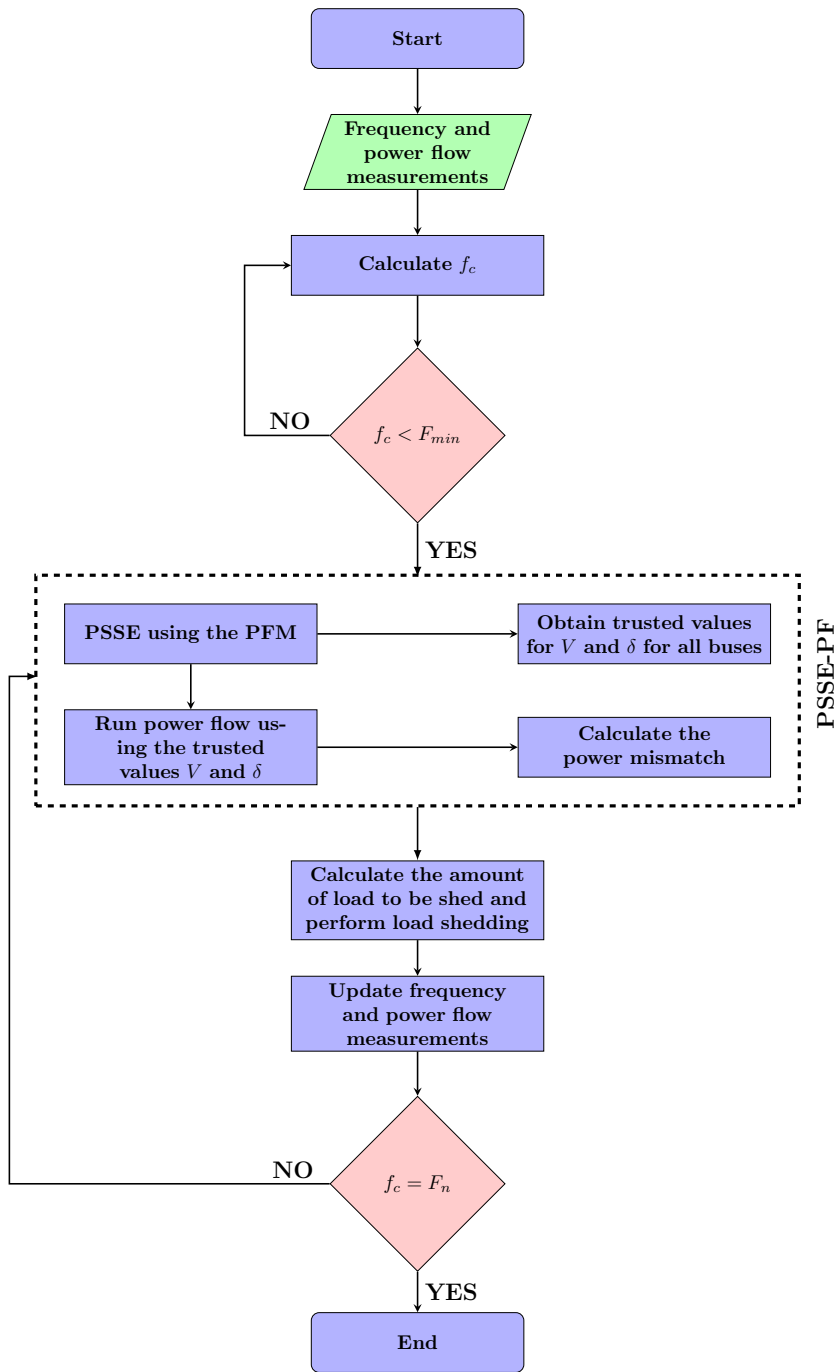 Start
Frequency and
power flow
measurements
Calculate f_c
NO
f_c < F_{min}
YES
PSSE using the PFM
Obtain trusted values
for V and δ for all buses
PSSE-PF
Run power flow us-
ing the trusted
values V and δ
Calculate the
power mismatch
Calculate the amount
of load to be shed and
perform load shedding
Update frequency
and power flow
measurements
NO
f_c = F_n
YES
End